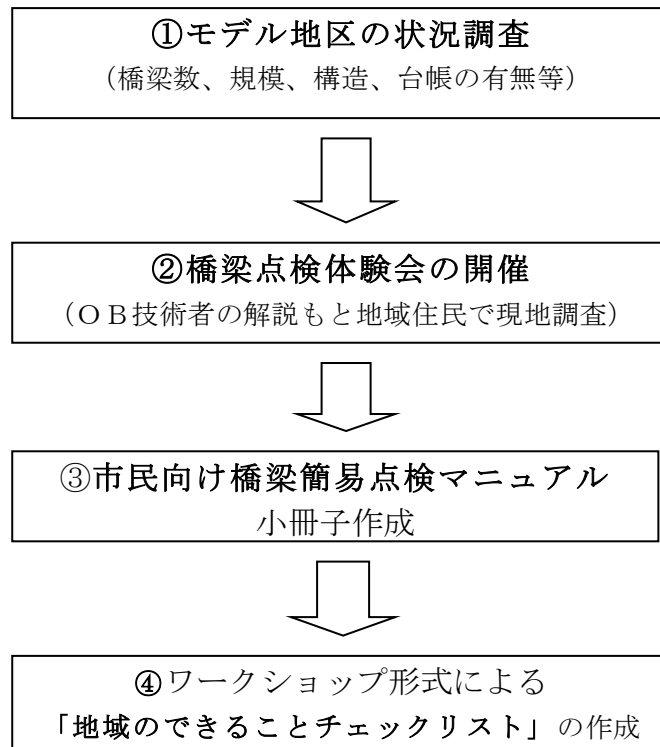 ①モデル地区の状況調査
（橋梁数、規模、構造、台帳の有無等）
②橋梁点検体験会の開催
（ＯＢ技術者の解説もと地域住民で現地調査）
③市民向け橋梁簡易点検マニュアル
小冊子作成
④ワークショップ形式による
「地域のできることチェックリスト」の作成